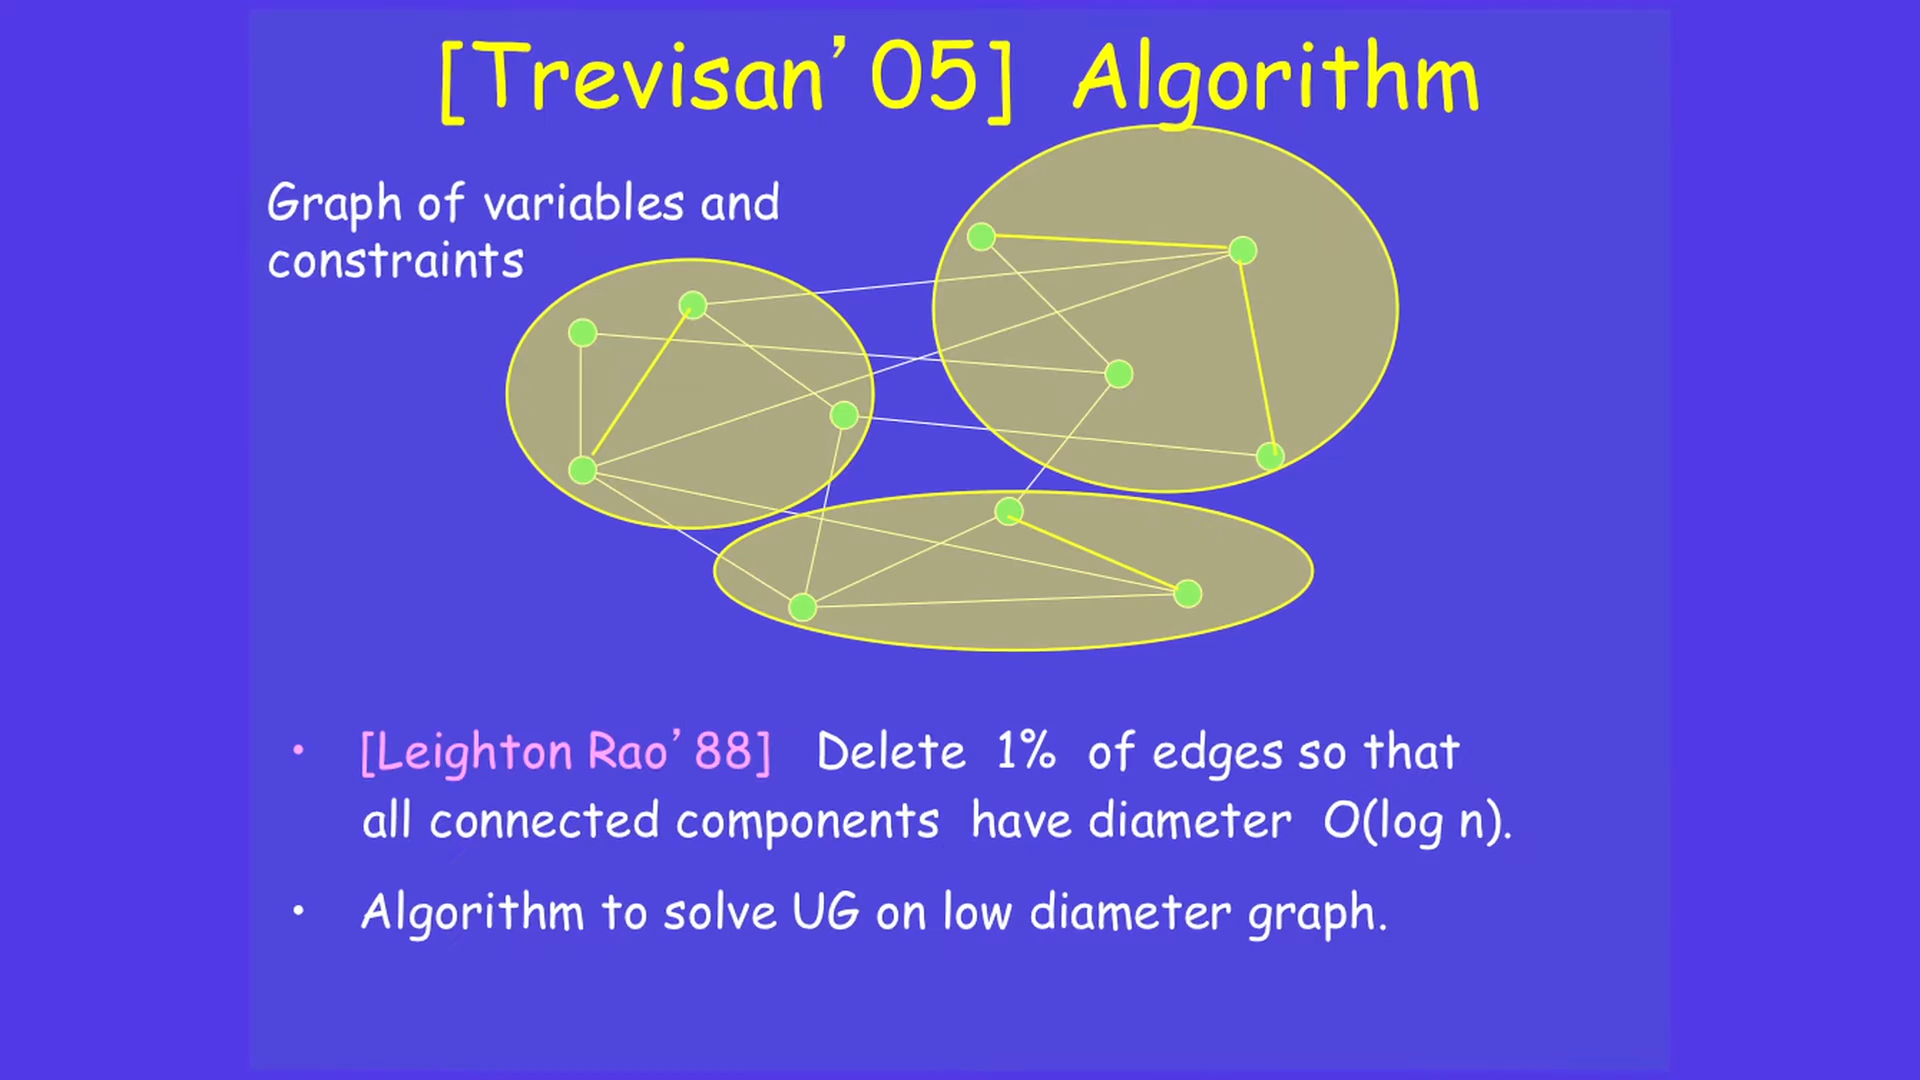 [Trevisan’05] Algorithm
Graph of variables and
constraints
• [Leighton Rao’88] Delete 1% of edges so that
all connected components have diameter O(log n).
• Algorithm to solve UG on low diameter graph.